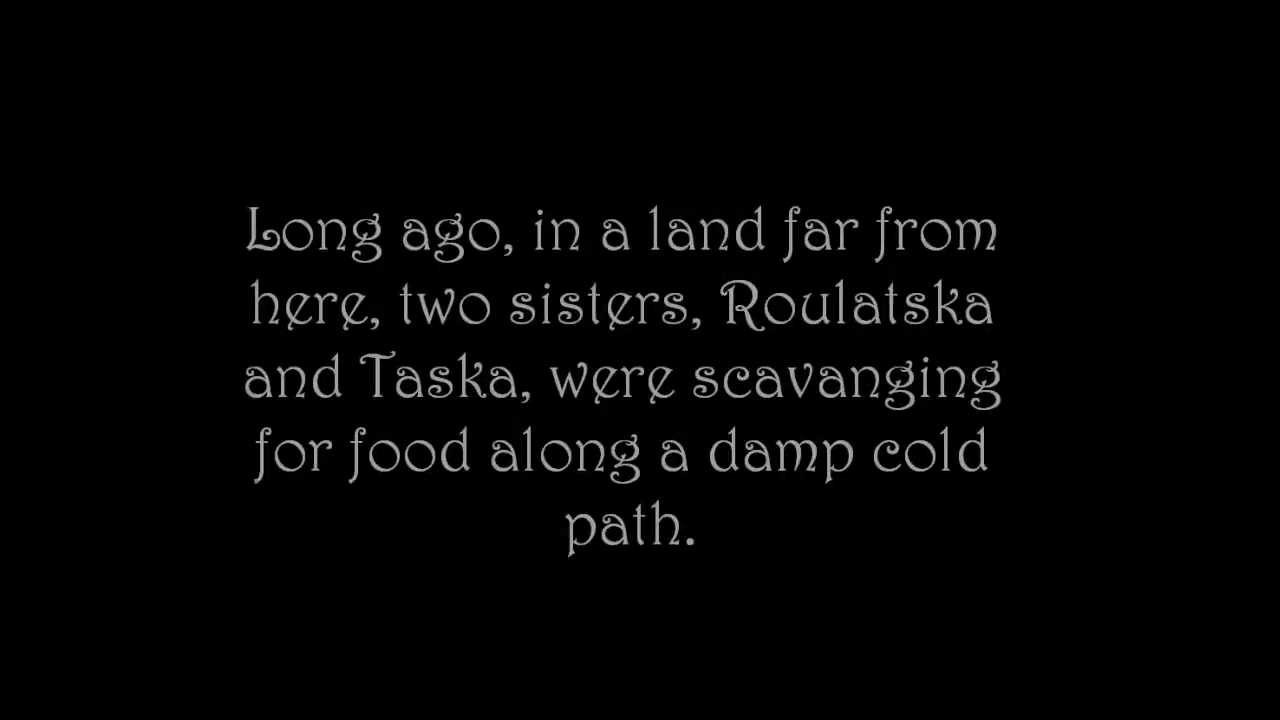 Long ago, in a land far from
here, two sisters, Roulatska
and Taska, were scavanging
for food along a damp cold
path.